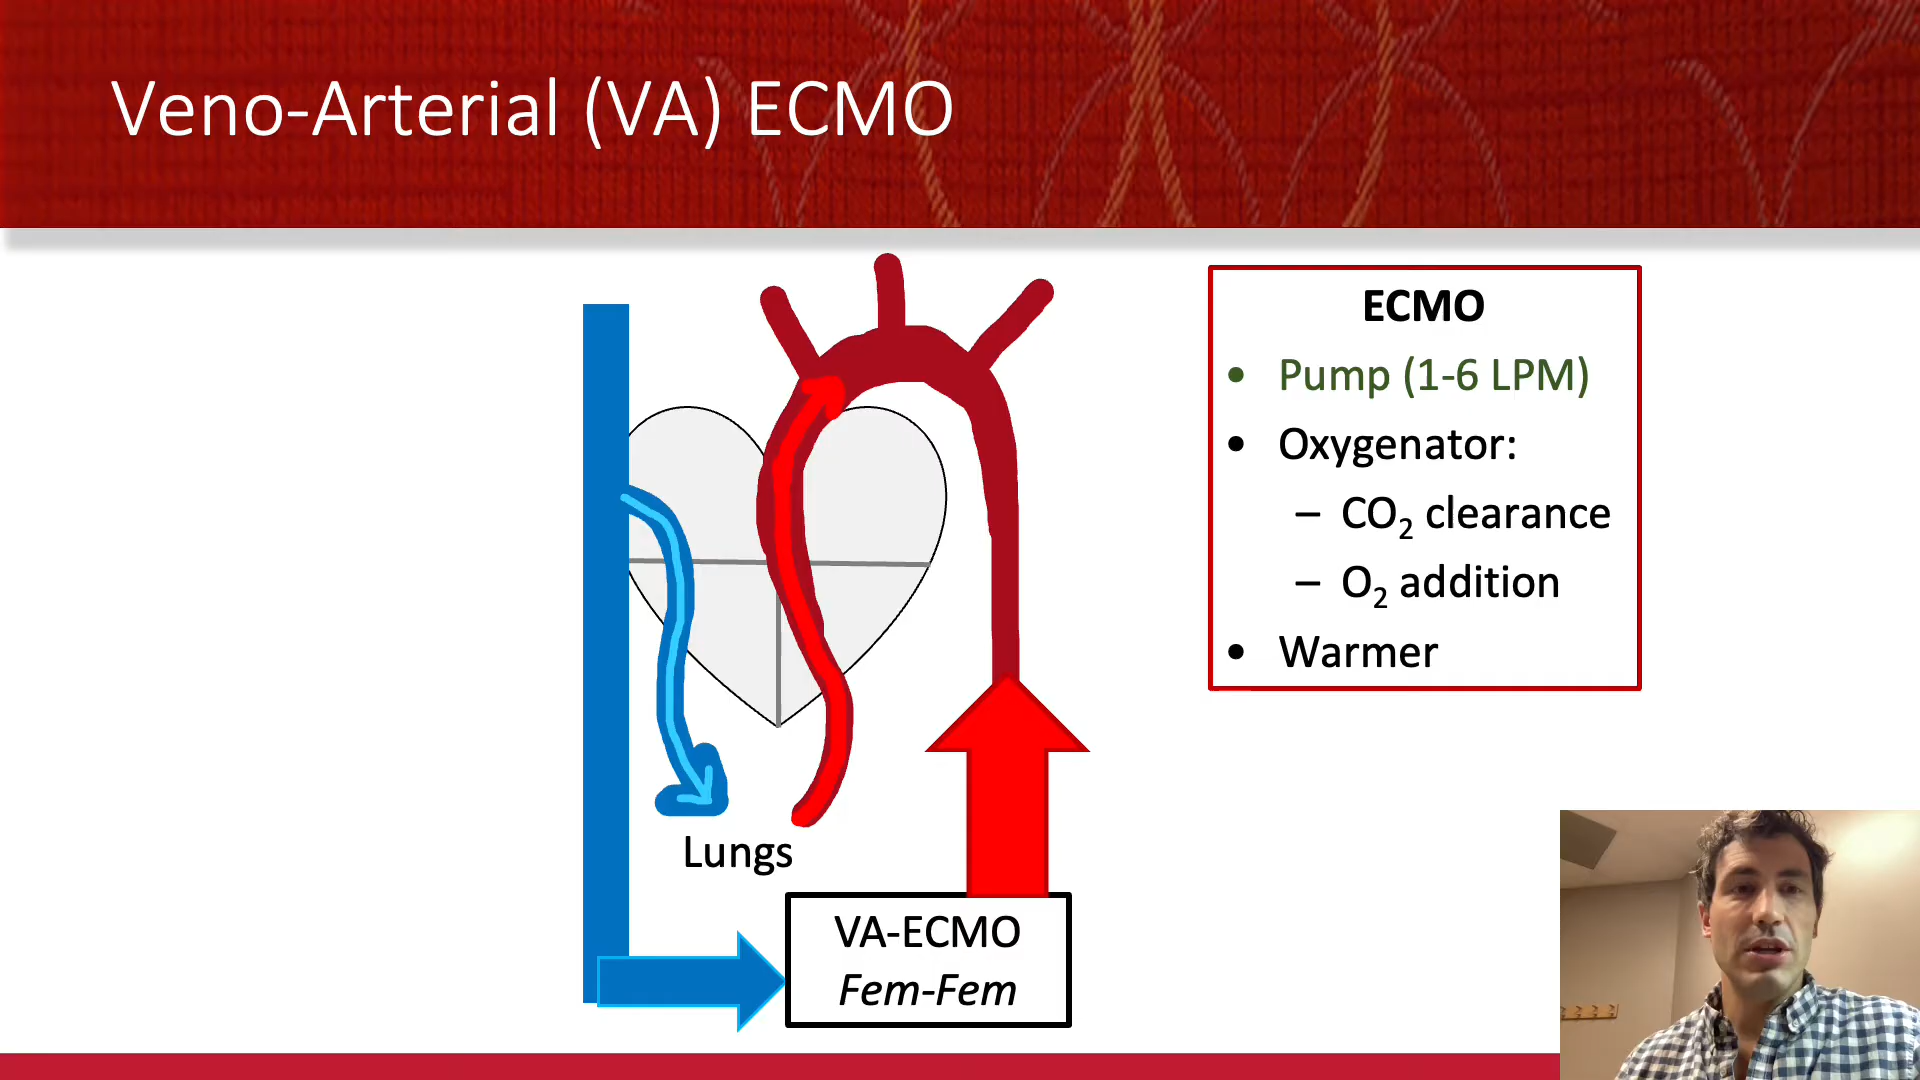 Veno-Arterial (VA) ECMO
ECMO
• Pump (1-6 LPM)
• Oxygenator:
– CO₂ clearance
– O₂ addition
• Warmer
Lungs
VA-ECMO
Fem-Fem